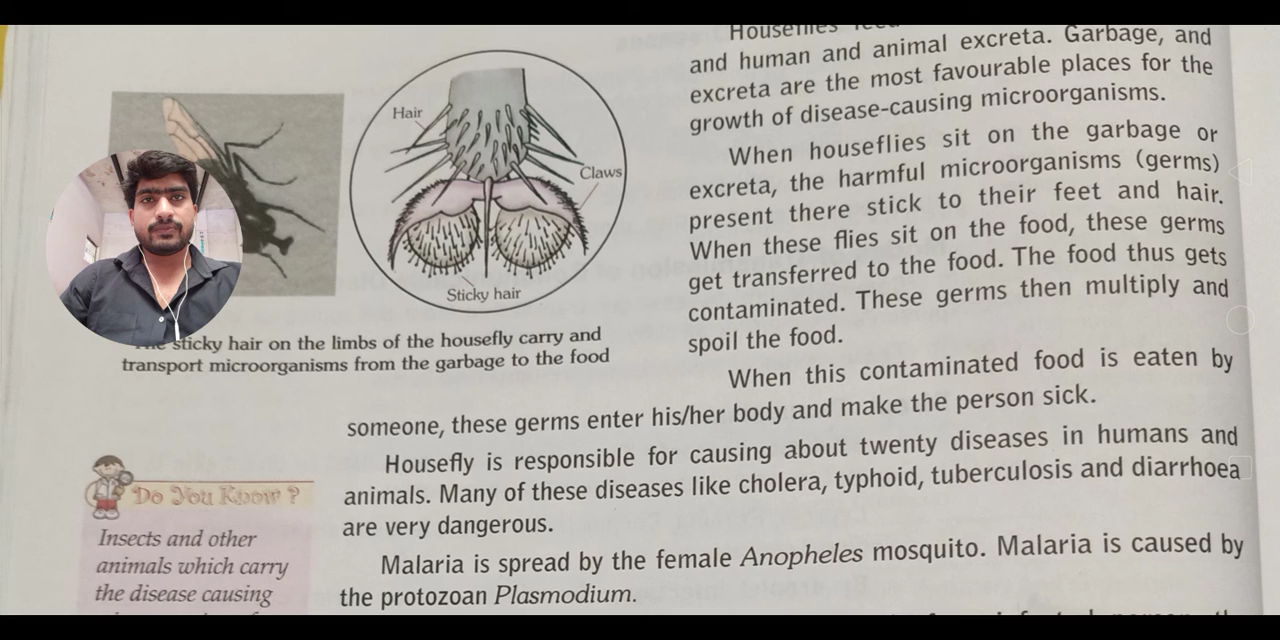 Hair
Claws
Sticky hair
sticky hair on the limbs of the housefly carry and
transport microorganisms from the garbage to the food
Houseflies feed
and human and animal excreta. Garbage, and
excreta are the most favourable places for the
growth of disease-causing microorganisms.
When houseflies sit on the garbage or
excreta, the harmful microorganisms (germs)
present there stick to their feet and hair.
When these flies sit on the food, these germs
get transferred to the food. The food thus gets
contaminated. These germs then multiply and
spoil the food.
When this contaminated food is eaten by
someone, these germs enter his/her body and make the person sick.
Housefly is responsible for causing about twenty diseases in humans and
animals. Many of these diseases like cholera, typhoid, tuberculosis and diarrhoea
are very dangerous.
Malaria is spread by the female Anopheles mosquito. Malaria is caused by
the protozoan Plasmodium.
Do You Know ?
Insects and other
animals which carry
the disease causing